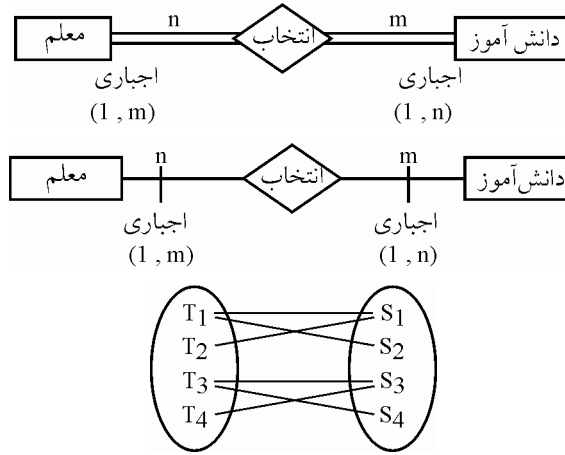 n m
معلم انتخاب دانش آموز
اجباری اجباری
(1 , m) (1 , n)
n m
معلم انتخاب دانش‌آموز
اجباری اجباری
(1 , m) (1 , n)
T1 S1
T2 S2
T3 S3
T4 S4